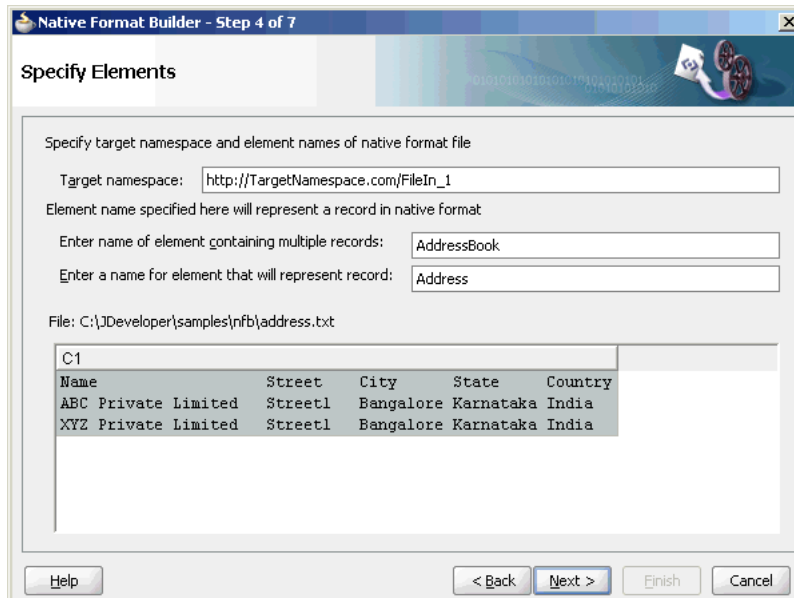 Native Format Builder - Step 4 of 7
Specify Elements
Specify target namespace and element names of native format file
Target namespace: http://TargetNamespace.com/FileIn_1
Element name specified here will represent a record in native format
Enter name of element containing multiple records: AddressBook
Enter a name for element that will represent record: Address
File: C:\JDeveloper\samples\nfb\address.txt
C1
Name Street City State Country
ABC Private Limited Street1 Bangalore Karnataka India
XYZ Private Limited Street1 Bangalore Karnataka India
Help < Back Next > Finish Cancel